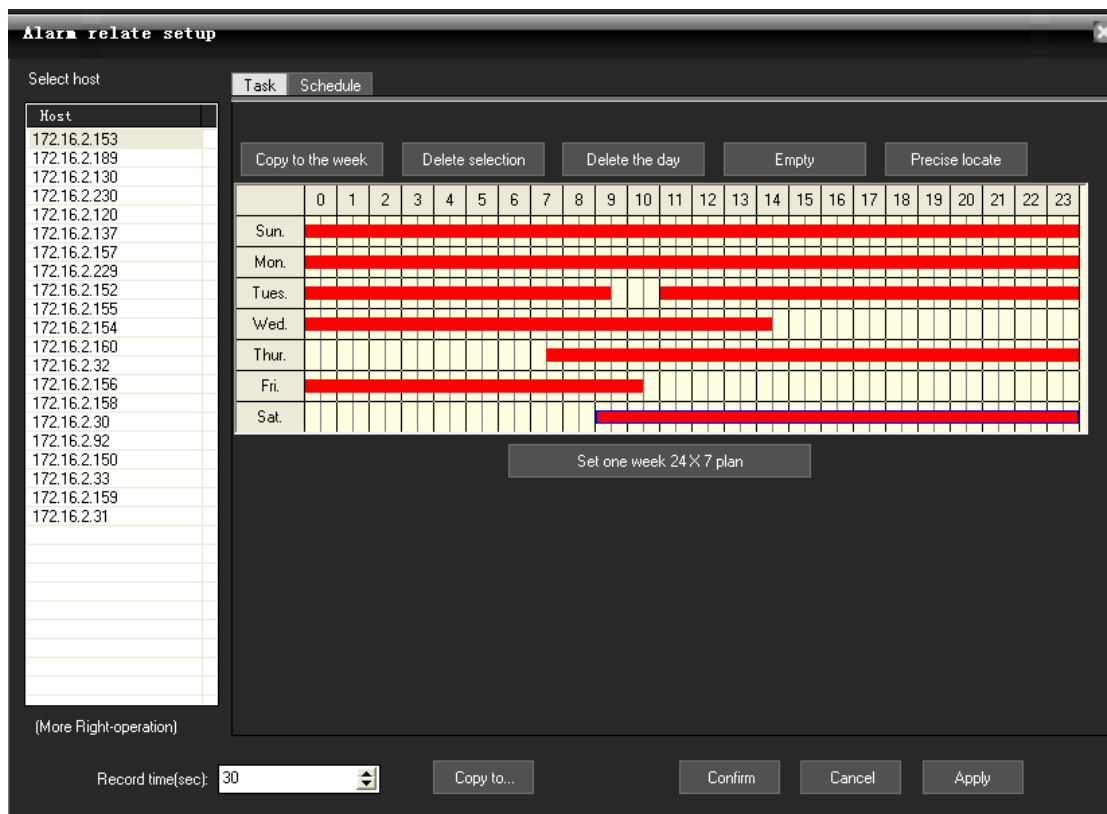 Alarm relate setup
Select host
Task Schedule
Host
172.16.2.153
172.16.2.189
172.16.2.130
172.16.2.230
172.16.2.120
172.16.2.137
172.16.2.157
172.16.2.229
172.16.2.152
172.16.2.155
172.16.2.154
172.16.2.160
172.16.2.32
172.16.2.156
172.16.2.158
172.16.2.30
172.16.2.92
172.16.2.150
172.16.2.33
172.16.2.159
172.16.2.31
Copy to the week Delete selection Delete the day Empty Precise locate
0 1 2 3 4 5 6 7 8 9 10 11 12 13 14 15 16 17 18 19 20 21 22 23
Sun.
Mon.
Tues.
Wed.
Thur.
Fri.
Sat.
Set one week 24 X 7 plan
(More Right-operation)
Record time(sec): 30 Copy to... Confirm Cancel Apply